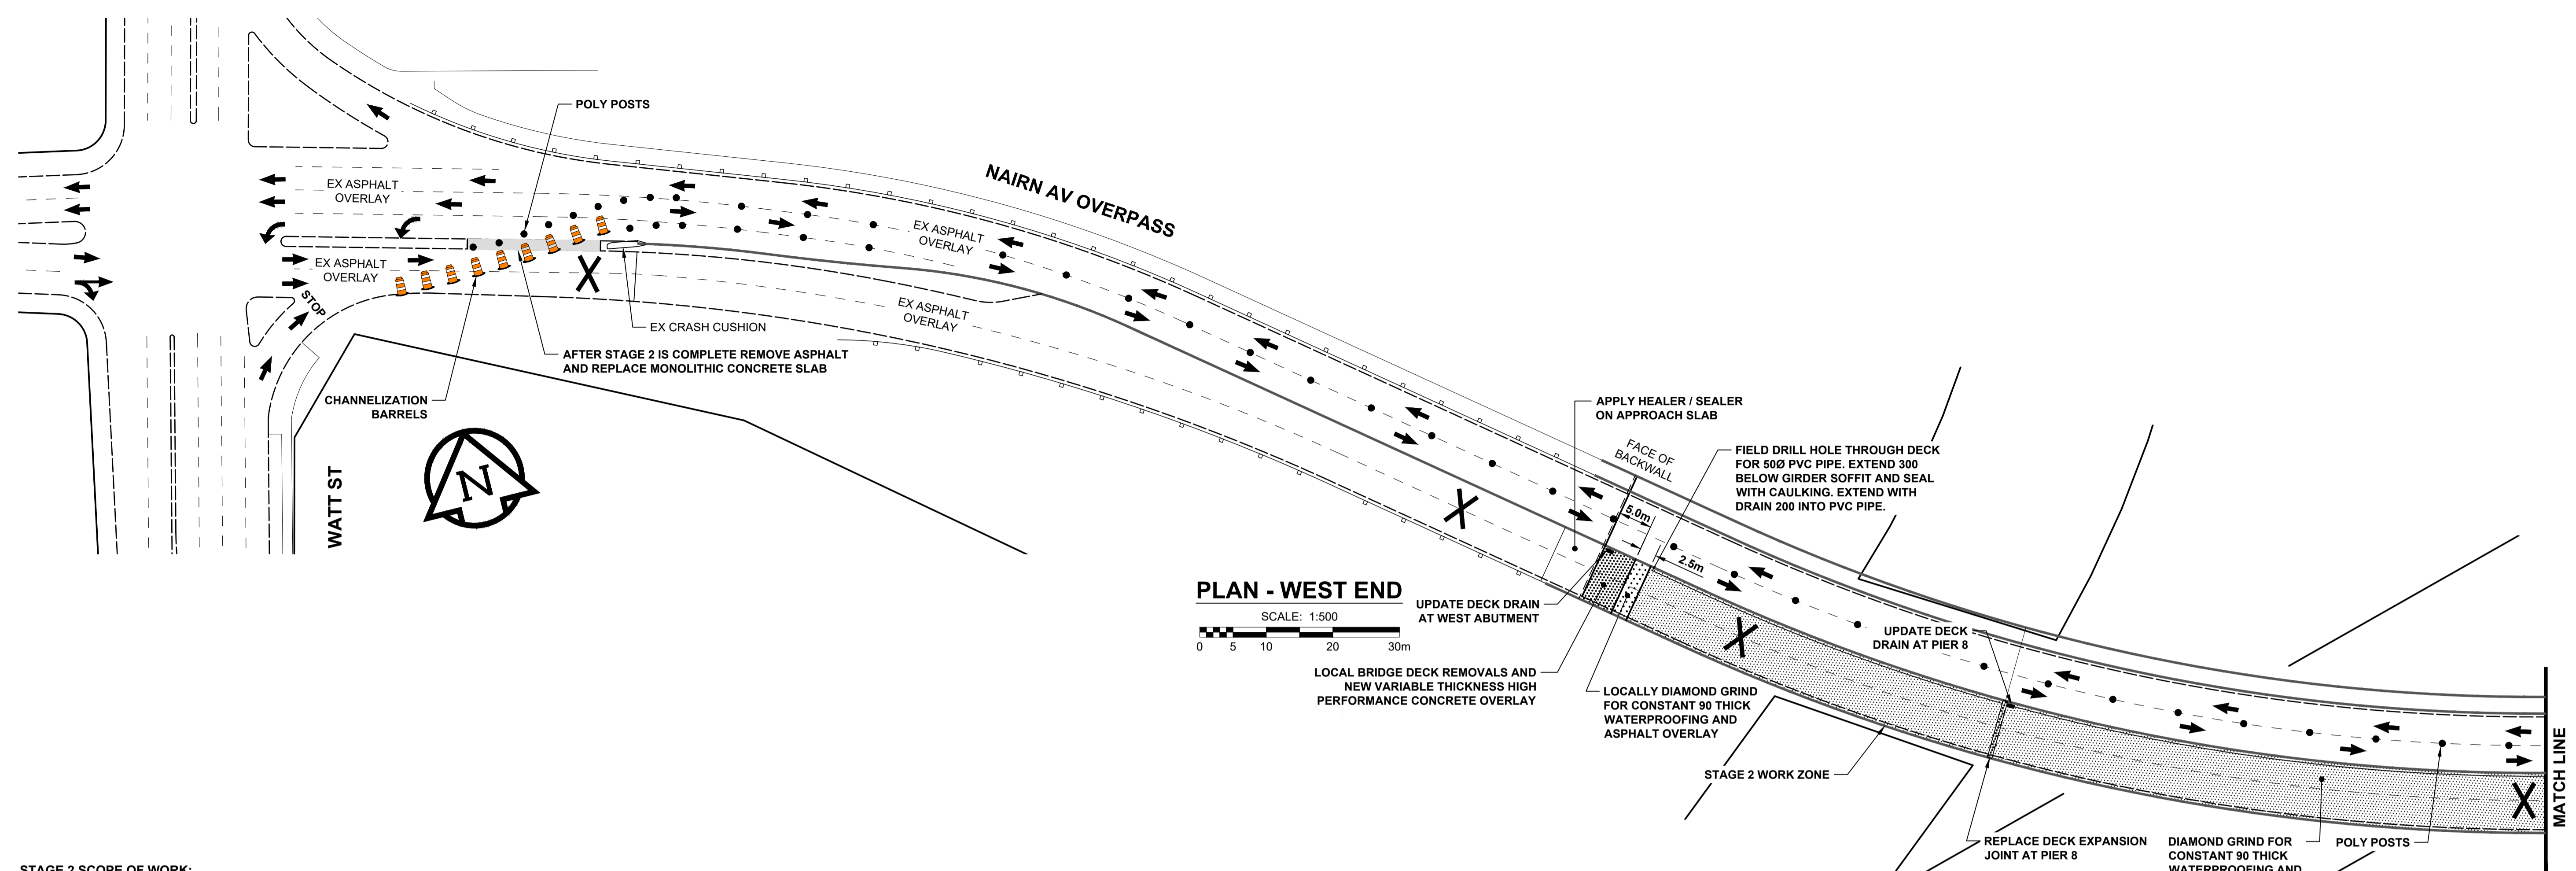 POLY POSTS
NAIRN AV OVERPASS
EX ASPHALT
OVERLAY
EX ASPHALT
OVERLAY
EX ASPHALT
OVERLAY
EX ASPHALT
OVERLAY
STOP
EX CRASH CUSHION
AFTER STAGE 2 IS COMPLETE REMOVE ASPHALT
AND REPLACE MONOLITHIC CONCRETE SLAB
CHANNELIZATION
BARRELS
WATT ST
N
APPLY HEALER / SEALER
ON APPROACH SLAB
FACE OF
BACKWALL
FIELD DRILL HOLE THROUGH DECK
FOR 50Ø PVC PIPE. EXTEND 300
BELOW GIRDER SOFFIT AND SEAL
WITH CAULKING. EXTEND WITH
DRAIN 200 INTO PVC PIPE.
5.0m
2.5m
PLAN - WEST END
SCALE: 1:500
0 5 10 20 30m
UPDATE DECK DRAIN
AT WEST ABUTMENT
LOCAL BRIDGE DECK REMOVALS AND
NEW VARIABLE THICKNESS HIGH
PERFORMANCE CONCRETE OVERLAY
LOCALLY DIAMOND GRIND
FOR CONSTANT 90 THICK
WATERPROOFING AND
ASPHALT OVERLAY
UPDATE DECK
DRAIN AT PIER 8
STAGE 2 WORK ZONE
REPLACE DECK EXPANSION
JOINT AT PIER 8
DIAMOND GRIND FOR
CONSTANT 90 THICK
WATERPROOFING AND
POLY POSTS
MATCH LINE
STAGE 2 SCOPE OF WORK: